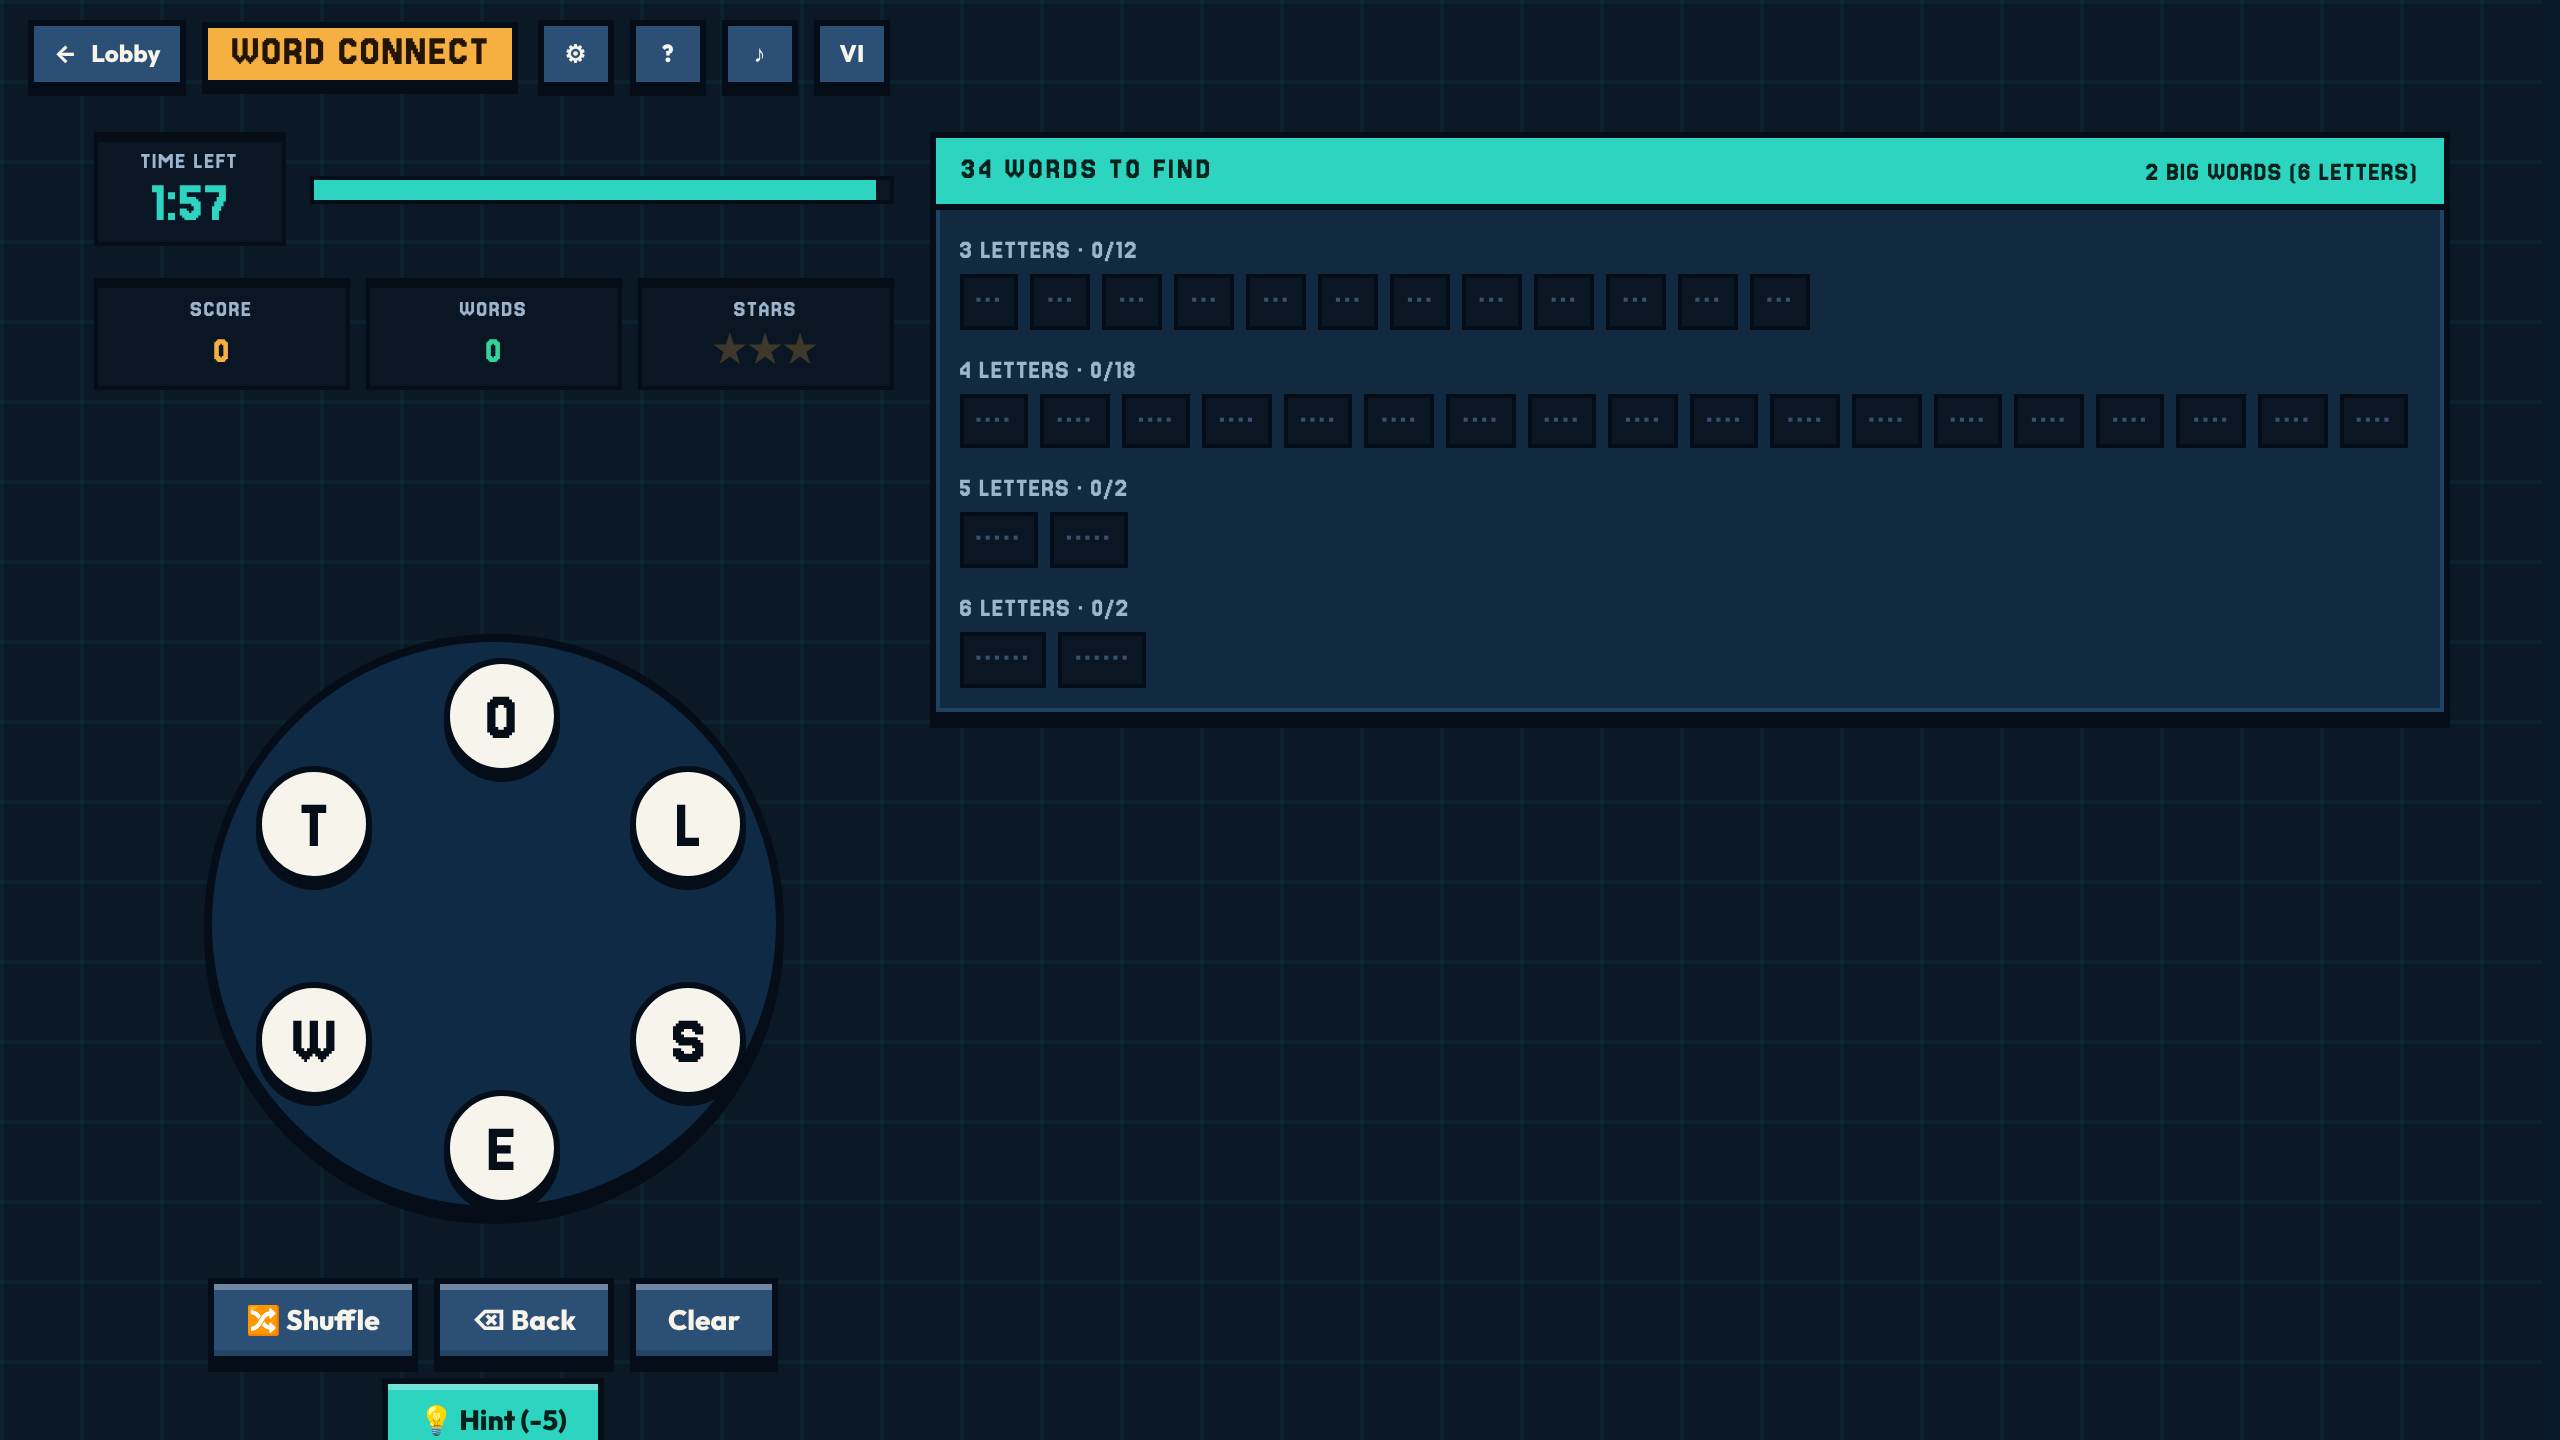 ← Lobby
WORD CONNECT
?
VI
TIME LEFT
1:57
SCORE
0
WORDS
0
STARS
34 WORDS TO FIND
2 BIG WORDS (6 LETTERS)
3 LETTERS · 0/12
4 LETTERS · 0/18
5 LETTERS · 0/2
6 LETTERS · 0/2
O
T
L
W
S
E
Shuffle
Back
Clear
Hint (-5)